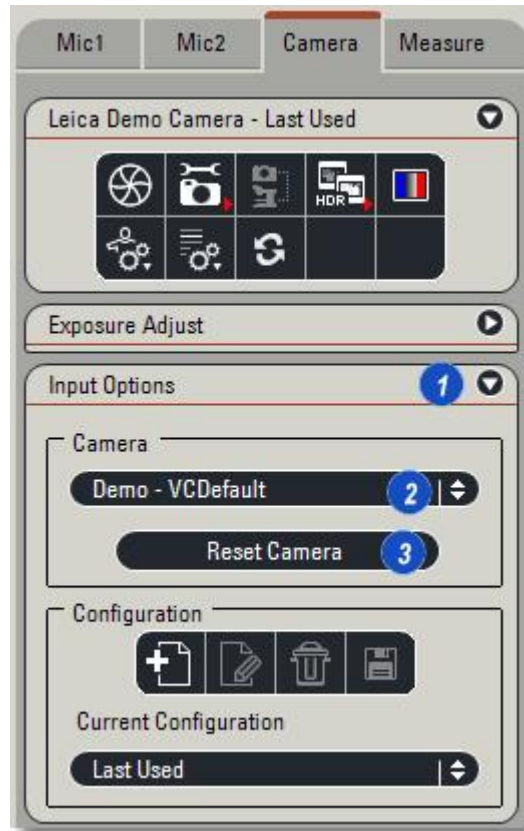 Mic1 Mic2 Camera Measure
Leica Demo Camera - Last Used
HDR
Exposure Adjust
Input Options 1
Camera
Demo - VCDefault 2
Reset Camera 3
Configuration
Current Configuration
Last Used